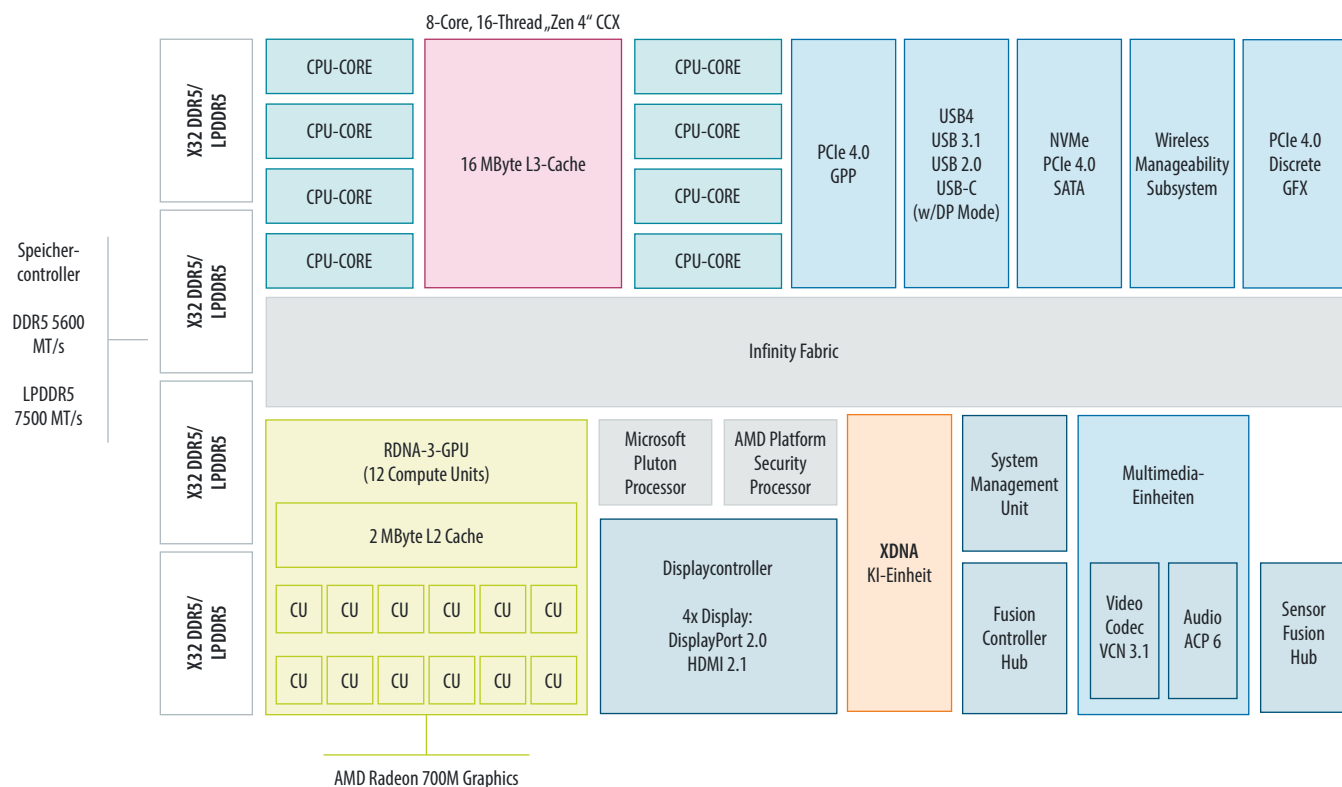 8-Core, 16-Thread „Zen 4“ CCX
Speicher-
controller
DDR5 5600
MT/s
LPDDR5
7500 MT/s
X32 DDR5/
LPDDR5
X32 DDR5/
LPDDR5
X32 DDR5/
LPDDR5
X32 DDR5/
LPDDR5
CPU-CORE
CPU-CORE
CPU-CORE
CPU-CORE
16 MByte L3-Cache
CPU-CORE
CPU-CORE
CPU-CORE
CPU-CORE
PCIe 4.0
GPP
USB4
USB 3.1
USB 2.0
USB-C
(w/DP Mode)
NVMe
PCIe 4.0
SATA
Wireless
Manageability
Subsystem
PCIe 4.0
Discrete
GFX
Infinity Fabric
RDNA-3-GPU
(12 Compute Units)
2 MByte L2 Cache
CU CU CU CU CU CU
CU CU CU CU CU CU
AMD Radeon 700M Graphics
Microsoft
Pluton
Processor
AMD Platform
Security
Processor
Displaycontroller
4x Display:
DisplayPort 2.0
HDMI 2.1
XDNA
KI-Einheit
System
Management
Unit
Fusion
Controller
Hub
Multimedia-
Einheiten
Video
Codec
VCN 3.1
Audio
ACP 6
Sensor
Fusion
Hub